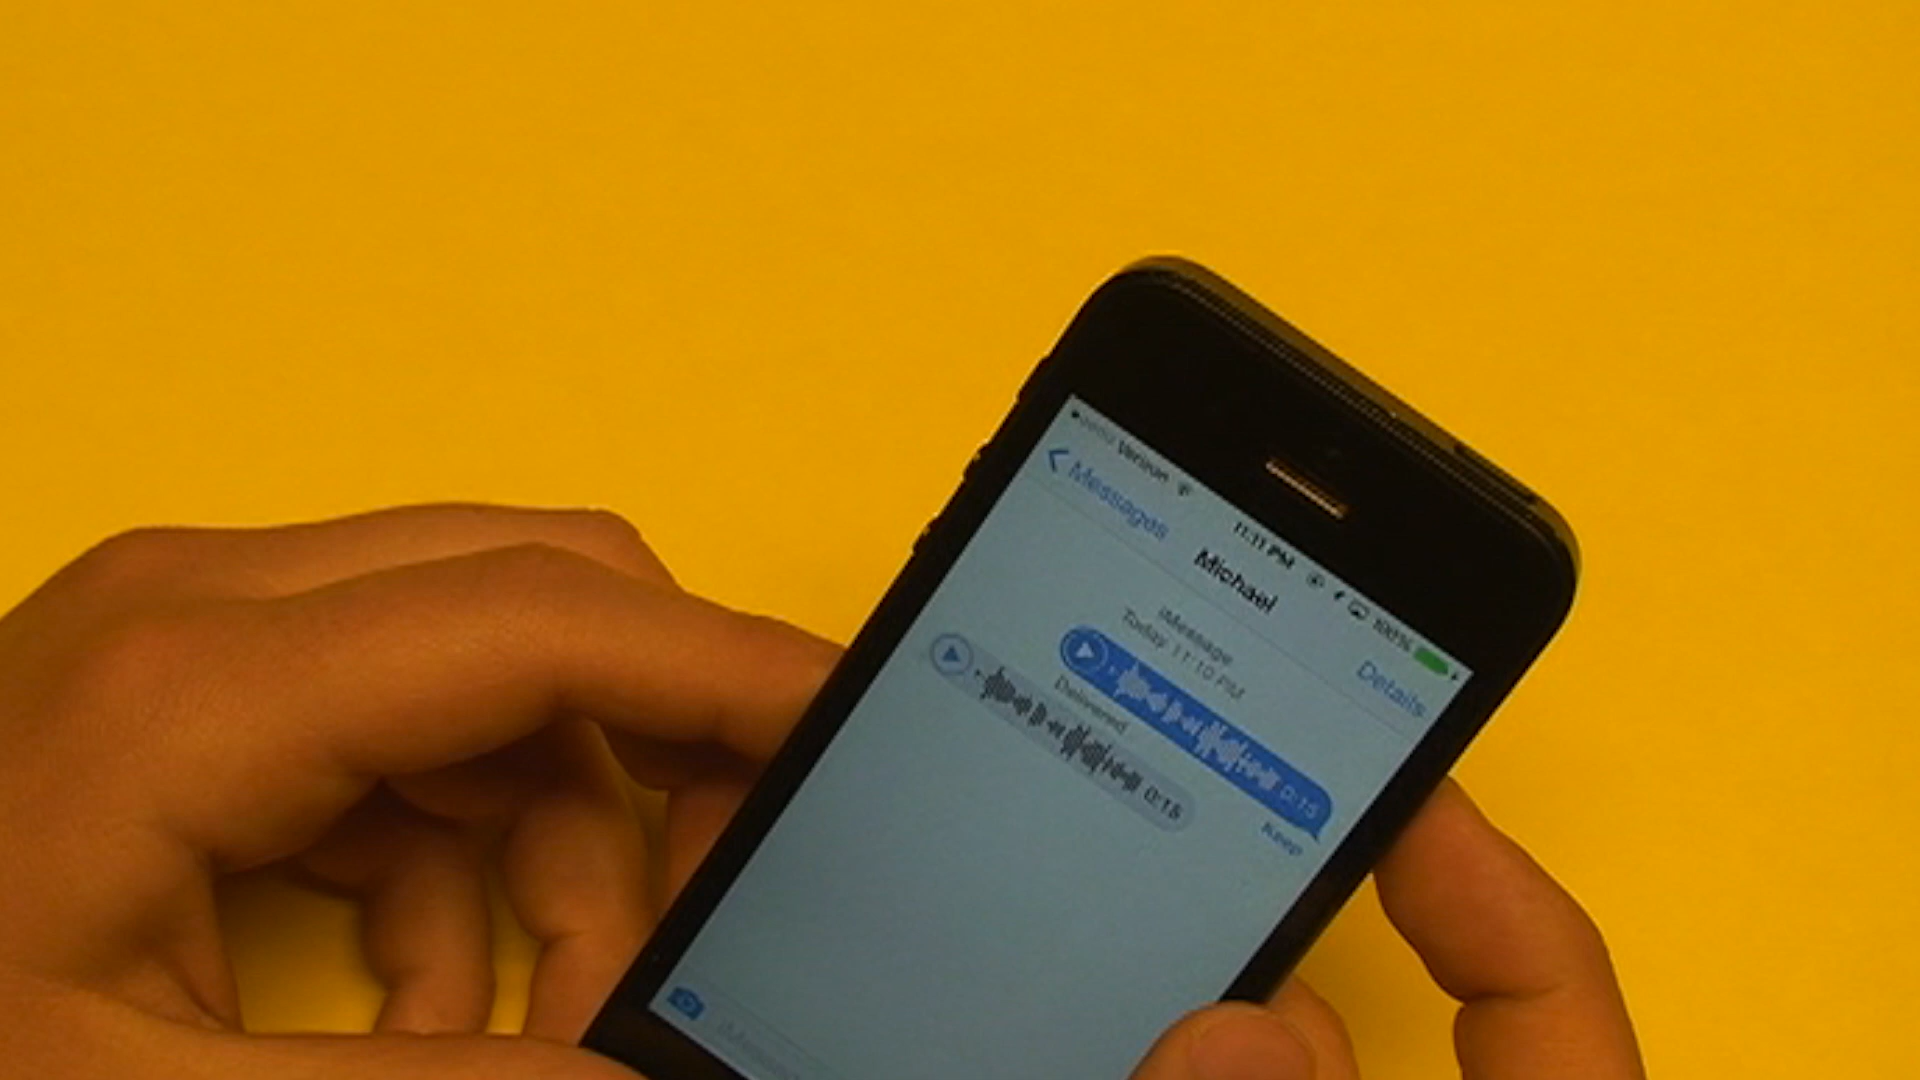 Verizon 11:11 PM 100%
Messages Michael Details
iMessage
Today 11:10 PM
0:15
Delivered
Keep
0:15
iMessage